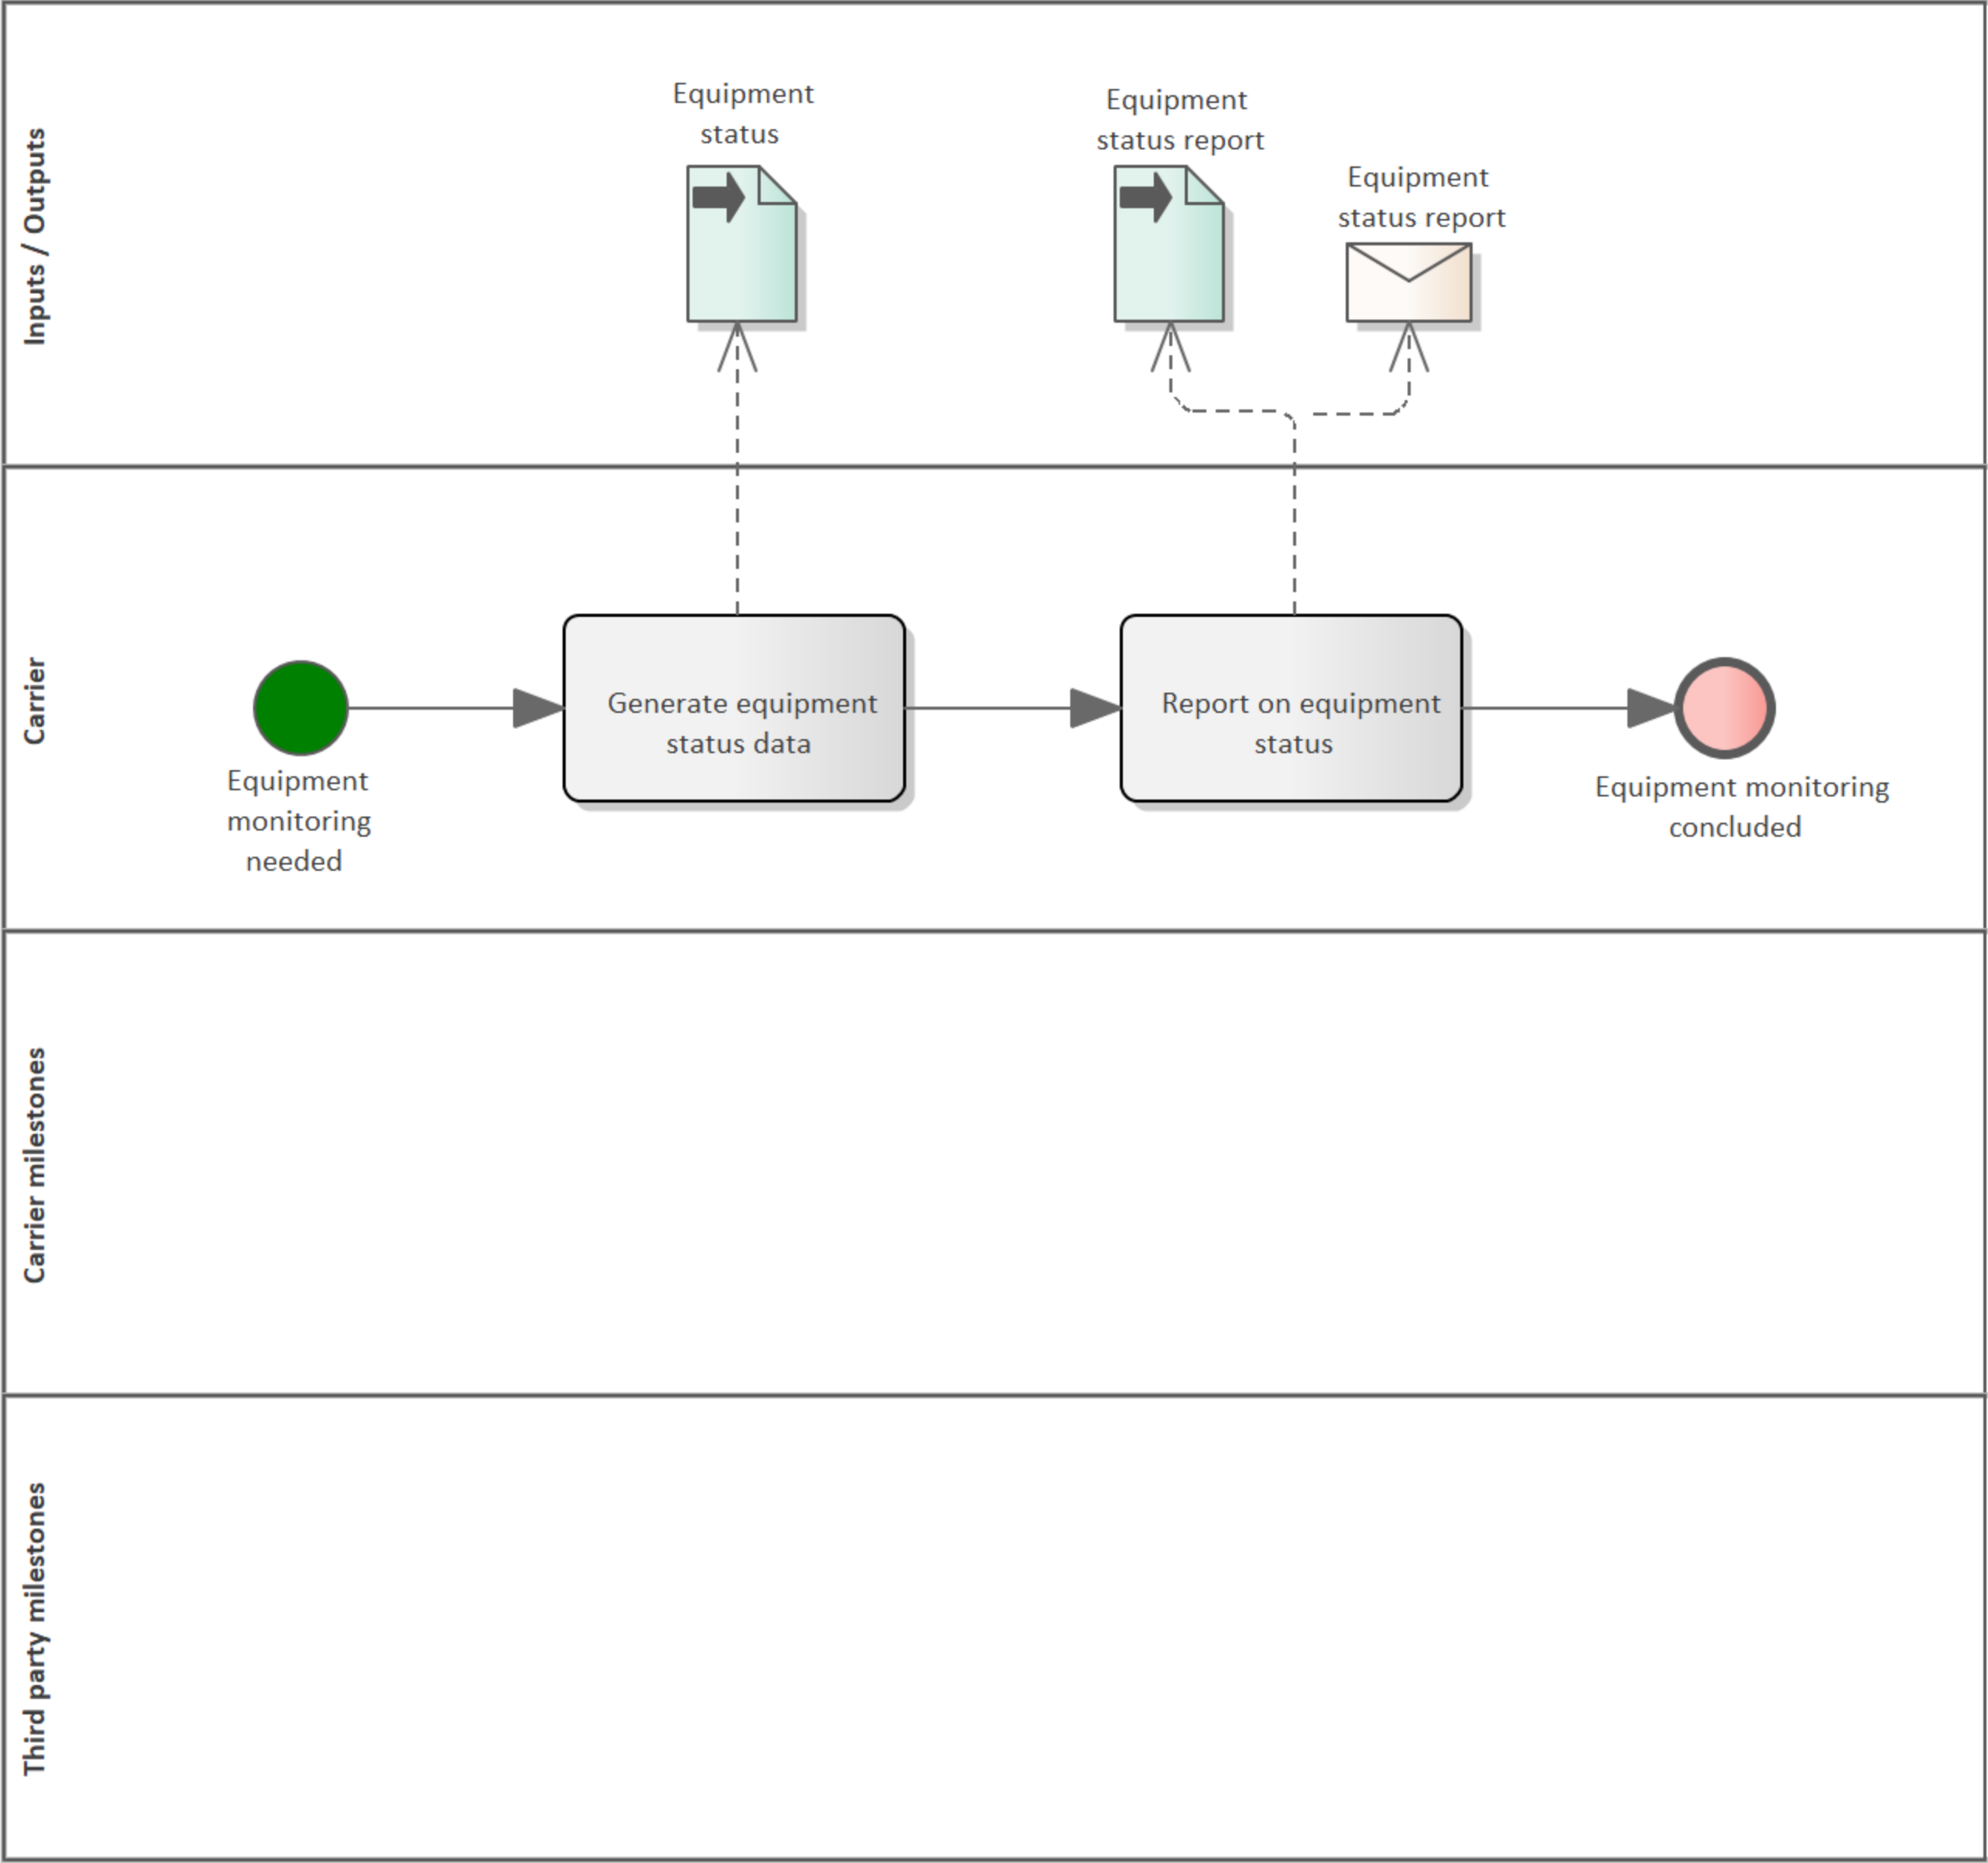 Inputs / Outputs
Equipment
status
Equipment
status report
Equipment
status report
Carrier
Equipment
monitoring
needed
Generate equipment
status data
Report on equipment
status
Equipment monitoring
concluded
Carrier milestones
Third party milestones